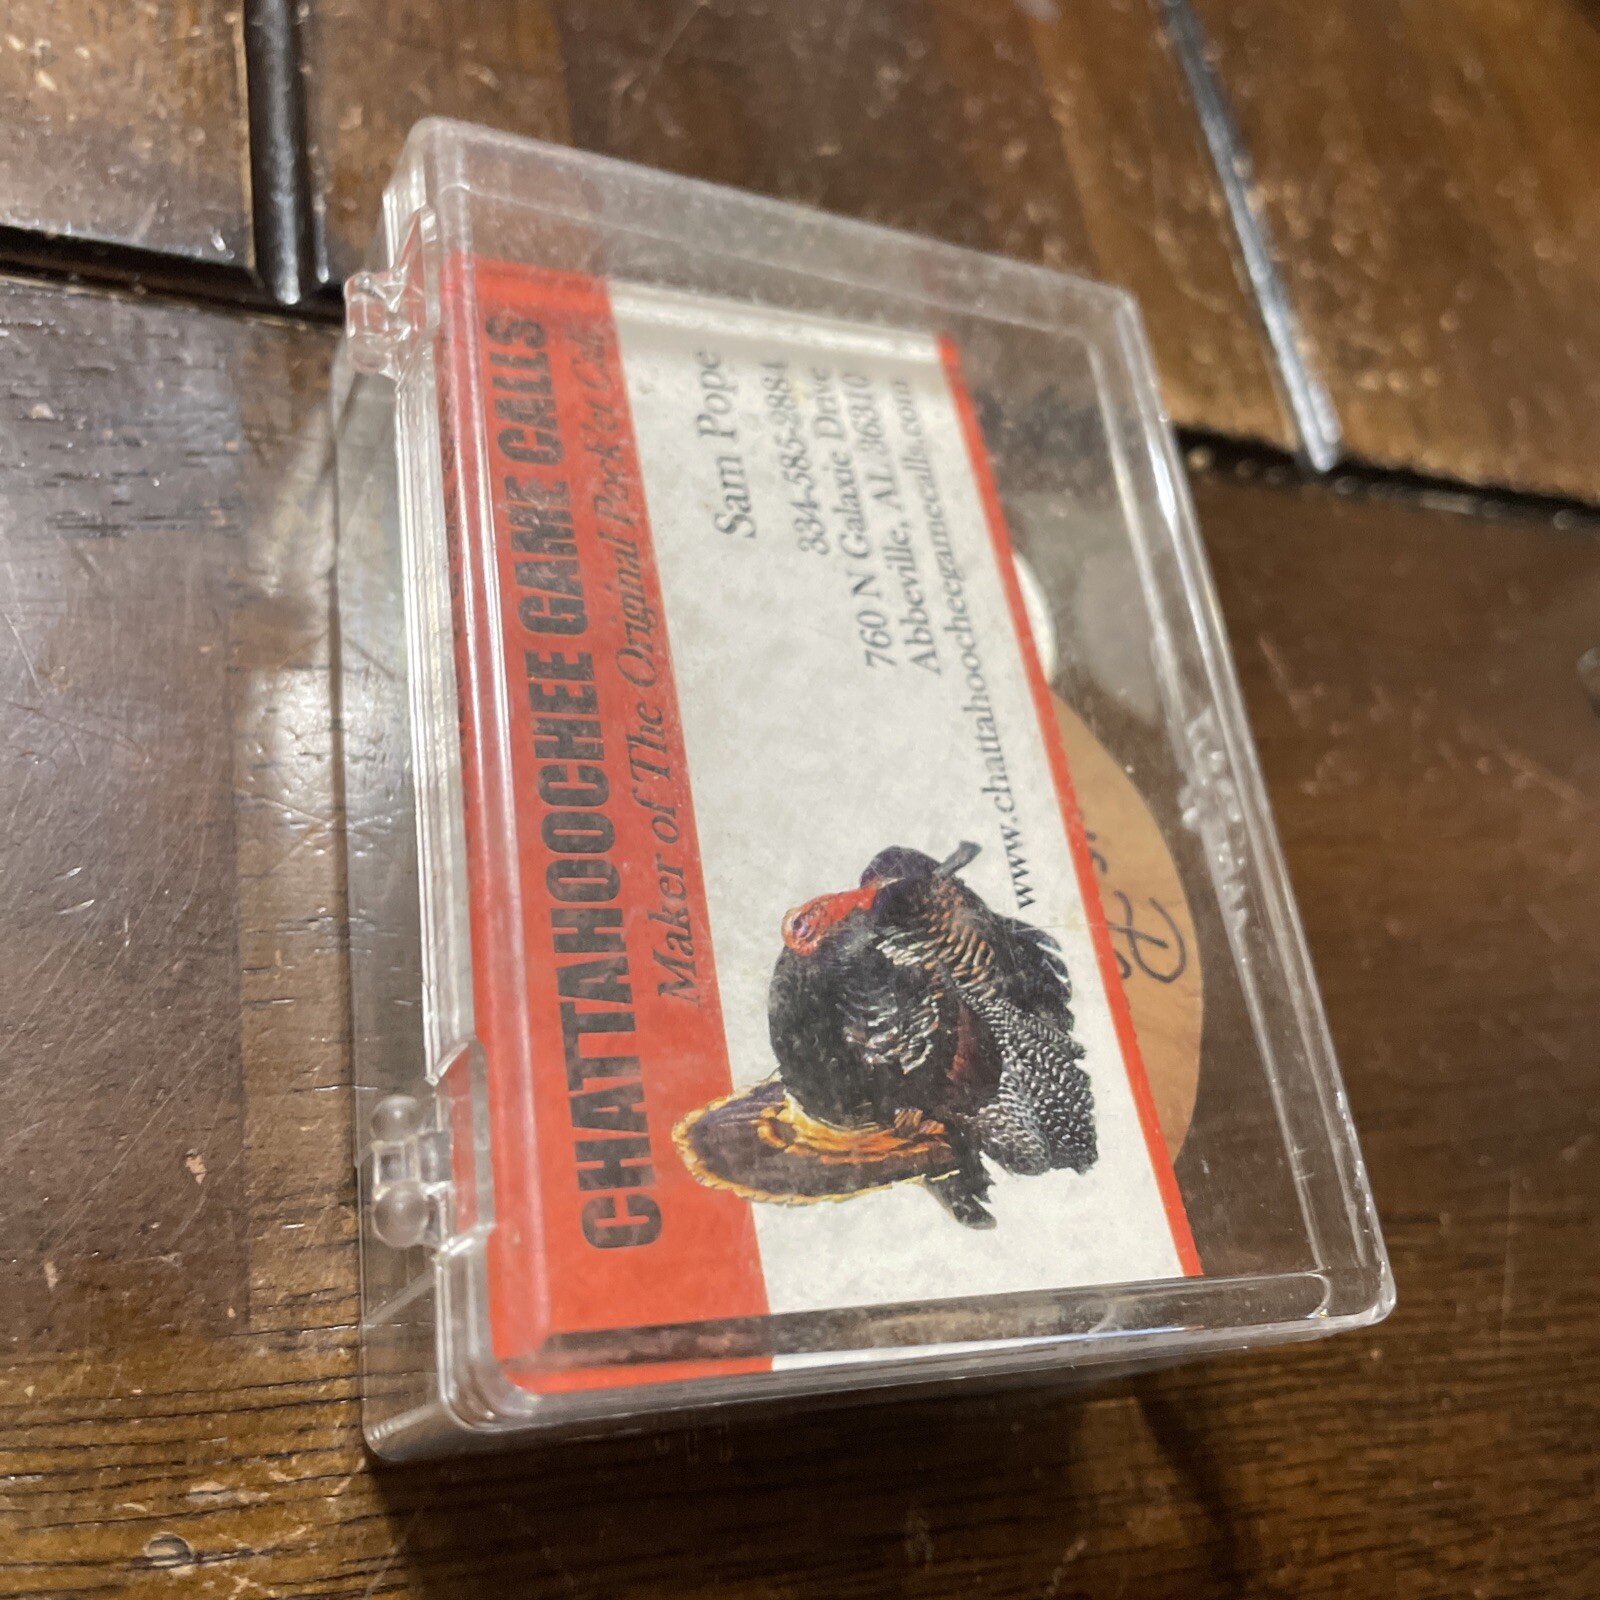 CHATTAHOOCHEE GAME CALLS
Maker of The Original Pocket Call
Sam Pope
334-585-2884
760 N Galaxie Drive
Abbeville, AL 36310
www.chattahoocheegamecalls.com